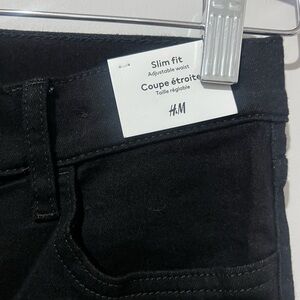 Slim fit
Adjustable waist
Coupe étroite
Taille réglable
H&M